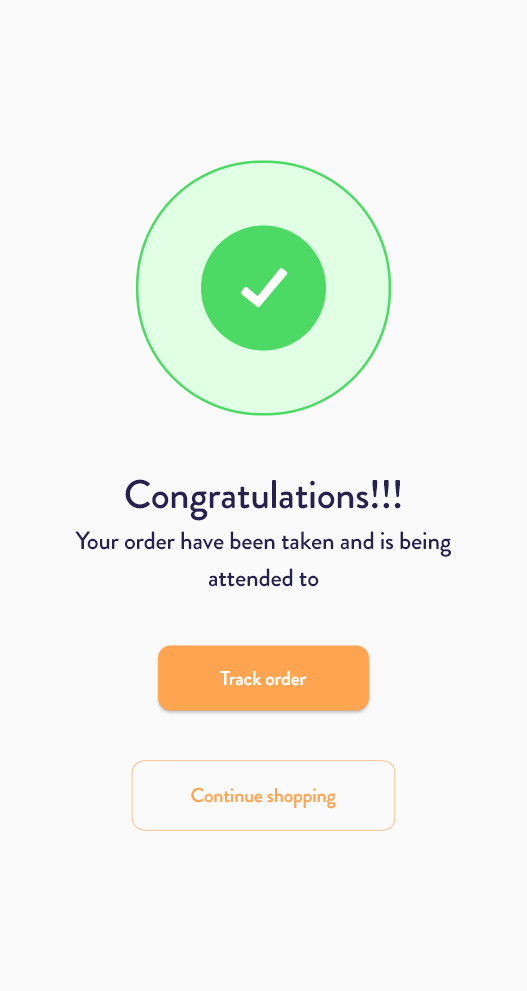 Congratulations!!!
Your order have been taken and is being
attended to
Track order
Continue shopping